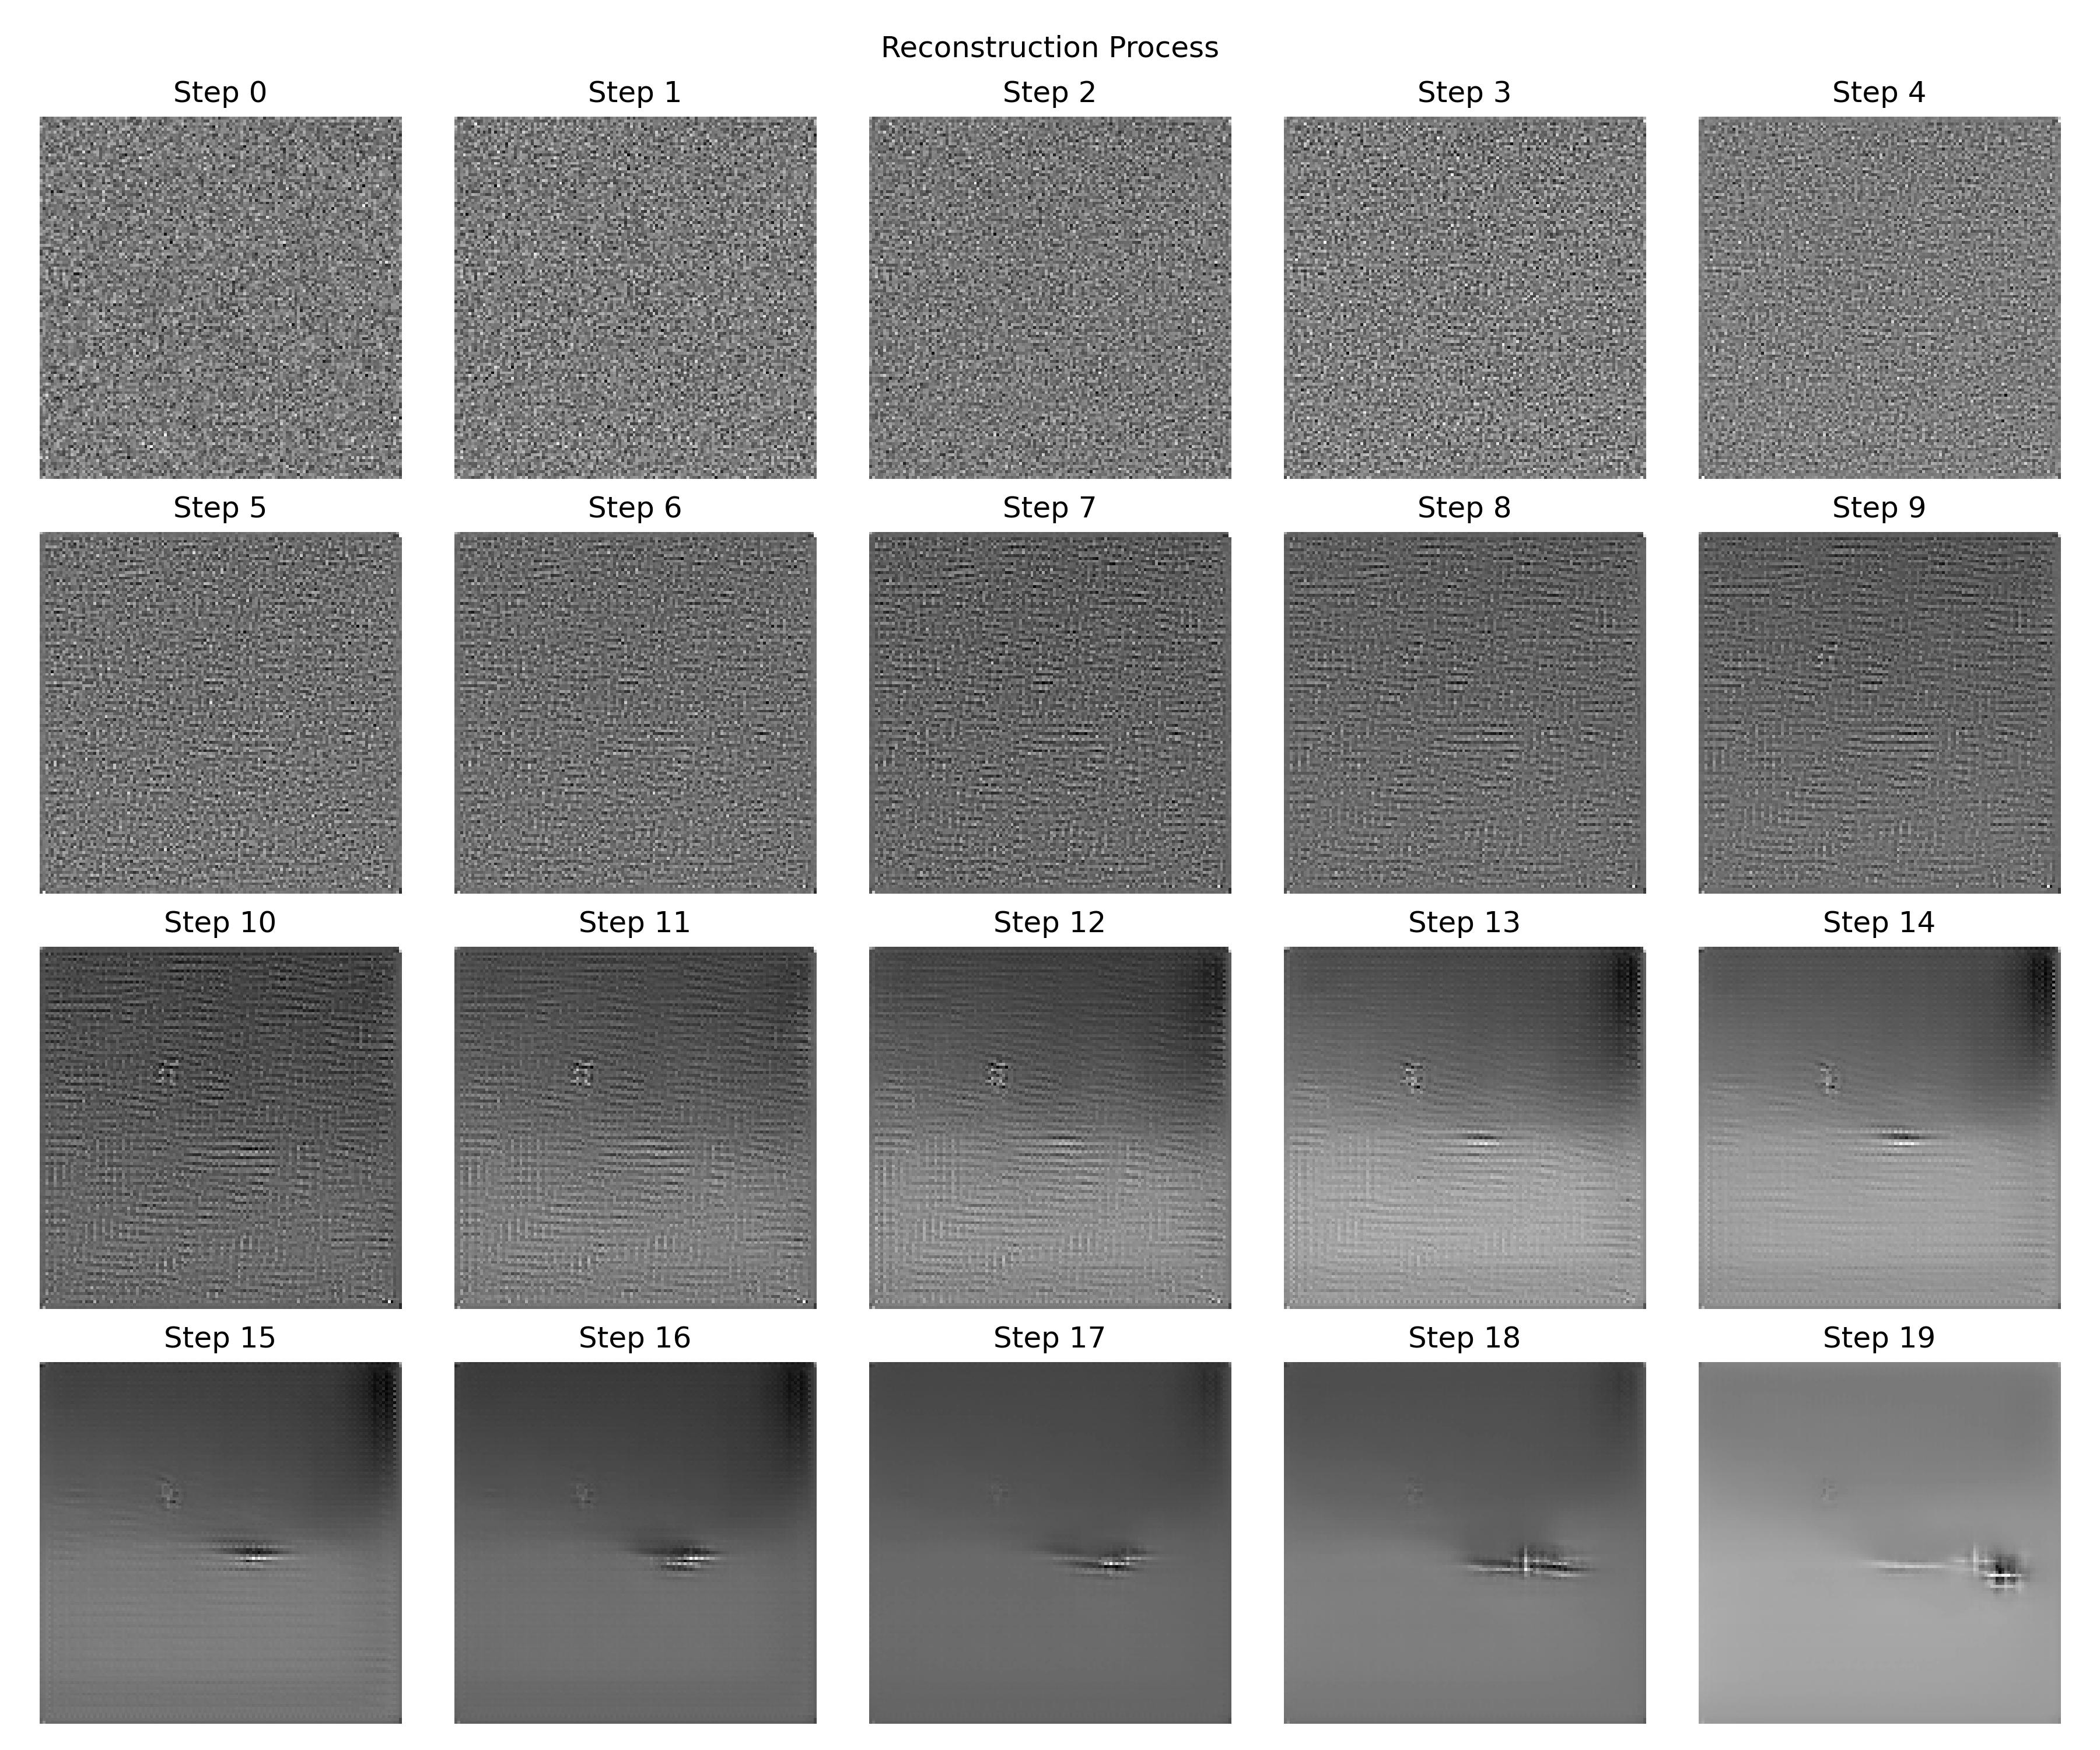 Reconstruction Process
Step 0 Step 1 Step 2 Step 3 Step 4
Step 5 Step 6 Step 7 Step 8 Step 9
Step 10 Step 11 Step 12 Step 13 Step 14
Step 15 Step 16 Step 17 Step 18 Step 19